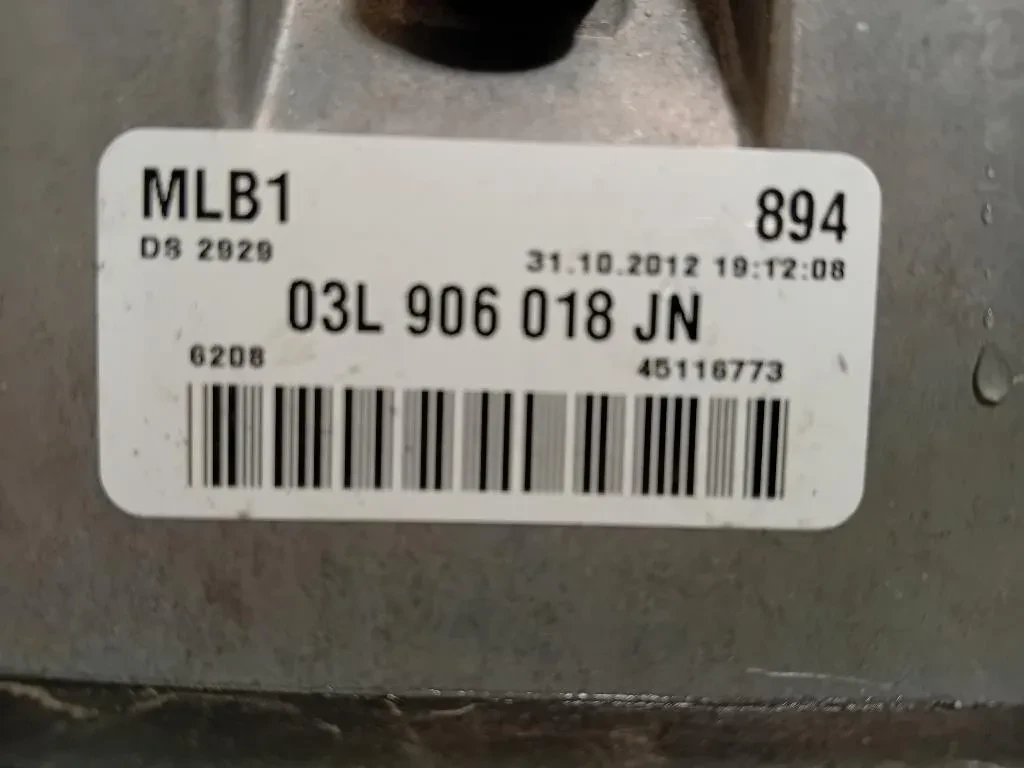 MLB1 894
DS 2929 31.10.2012 19:12:08
03L 906 018 JN
6208 45116773